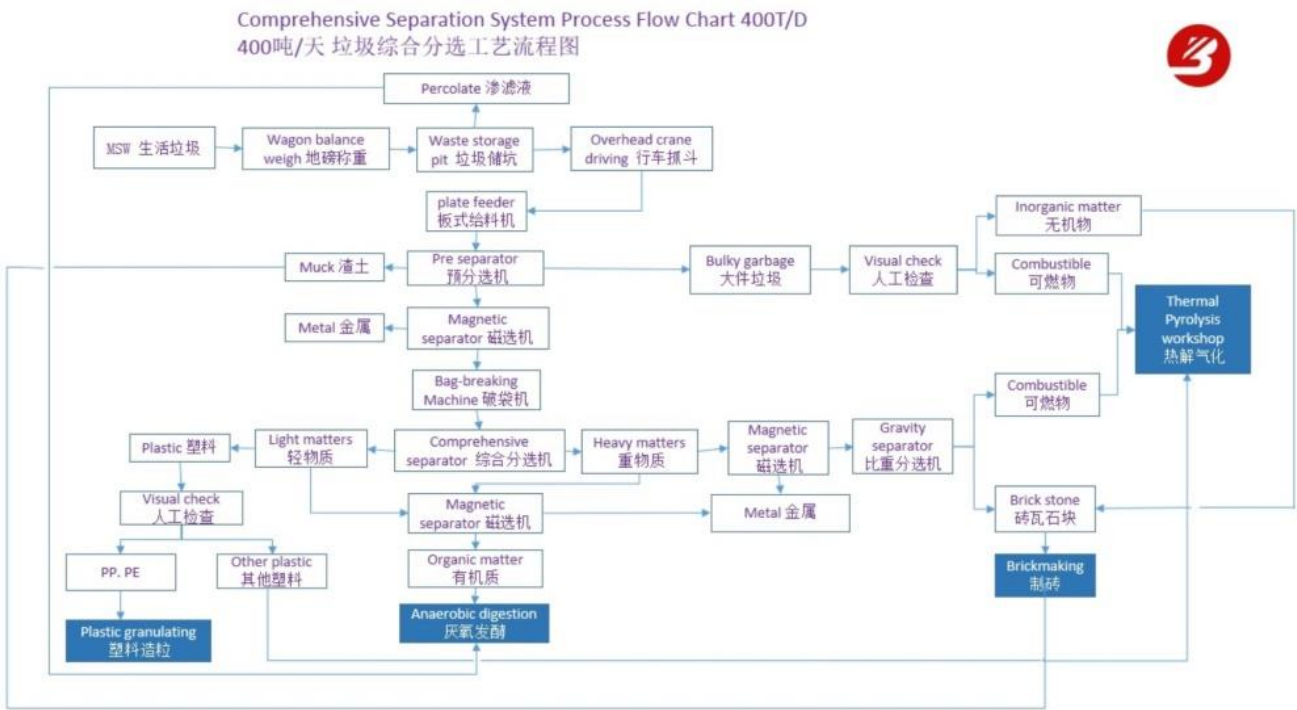 Comprehensive Separation System Process Flow Chart 400T/D
400吨/天 垃圾综合分选工艺流程图
Percolate 渗滤液
MSW 生活垃圾
Wagon balance
weigh 地磅称重
Waste storage
pit 垃圾储坑
Overhead crane
driving 行车抓斗
plate feeder
板式给料机
Inorganic matter
无机物
Muck 渣土
Pre separator
预分选机
Bulky garbage
大件垃圾
Visual check
人工检查
Combustible
可燃物
Thermal
Pyrolysis
workshop
热解气化
Metal 金属
Magnetic
separator 磁选机
Bag-breaking
Machine 破袋机
Combustible
可燃物
Plastic 塑料
Light matters
轻物质
Comprehensive
separator 综合分选机
Heavy matters
重物质
Magnetic
separator
磁选机
Gravity
separator
比重分选机
Visual check
人工检查
Magnetic
separator 磁选机
Metal 金属
Brick stone
砖瓦石块
PP. PE
Other plastic
其他塑料
Organic matter
有机质
Brickmaking
制砖
Plastic granulating
塑料造粒
Anaerobic digestion
厌氧发酵